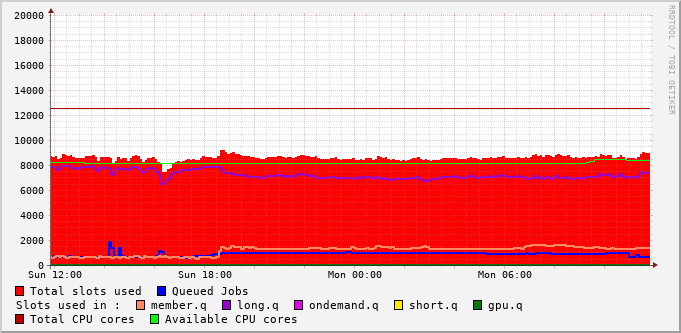 RRDTOOL / TOBI OETIKER
20000
18000
16000
14000
12000
10000
8000
6000
4000
2000
0
Sun 12:00 Sun 18:00 Mon 00:00 Mon 06:00
Total slots used Queued Jobs
Slots used in : member.q long.q ondemand.q short.q gpu.q
Total CPU cores Available CPU cores